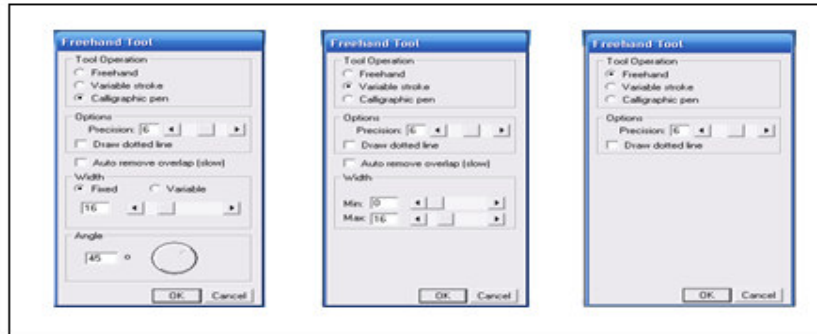 Freehand Tool
Tool Operation
Freehand
Variable stroke
Calligraphic pen
Options
Precision: 6
Draw dotted line
Auto remove overlap (slow)
Width
Fixed Variable
16
Angle
45 °
OK Cancel
Freehand Tool
Tool Operation
Freehand
Variable stroke
Calligraphic pen
Options
Precision: 6
Draw dotted line
Auto remove overlap (slow)
Width
Min: 0
Max: 16
OK Cancel
Freehand Tool
Tool Operation
Freehand
Variable stroke
Calligraphic pen
Options
Precision: 6
Draw dotted line
OK Cancel